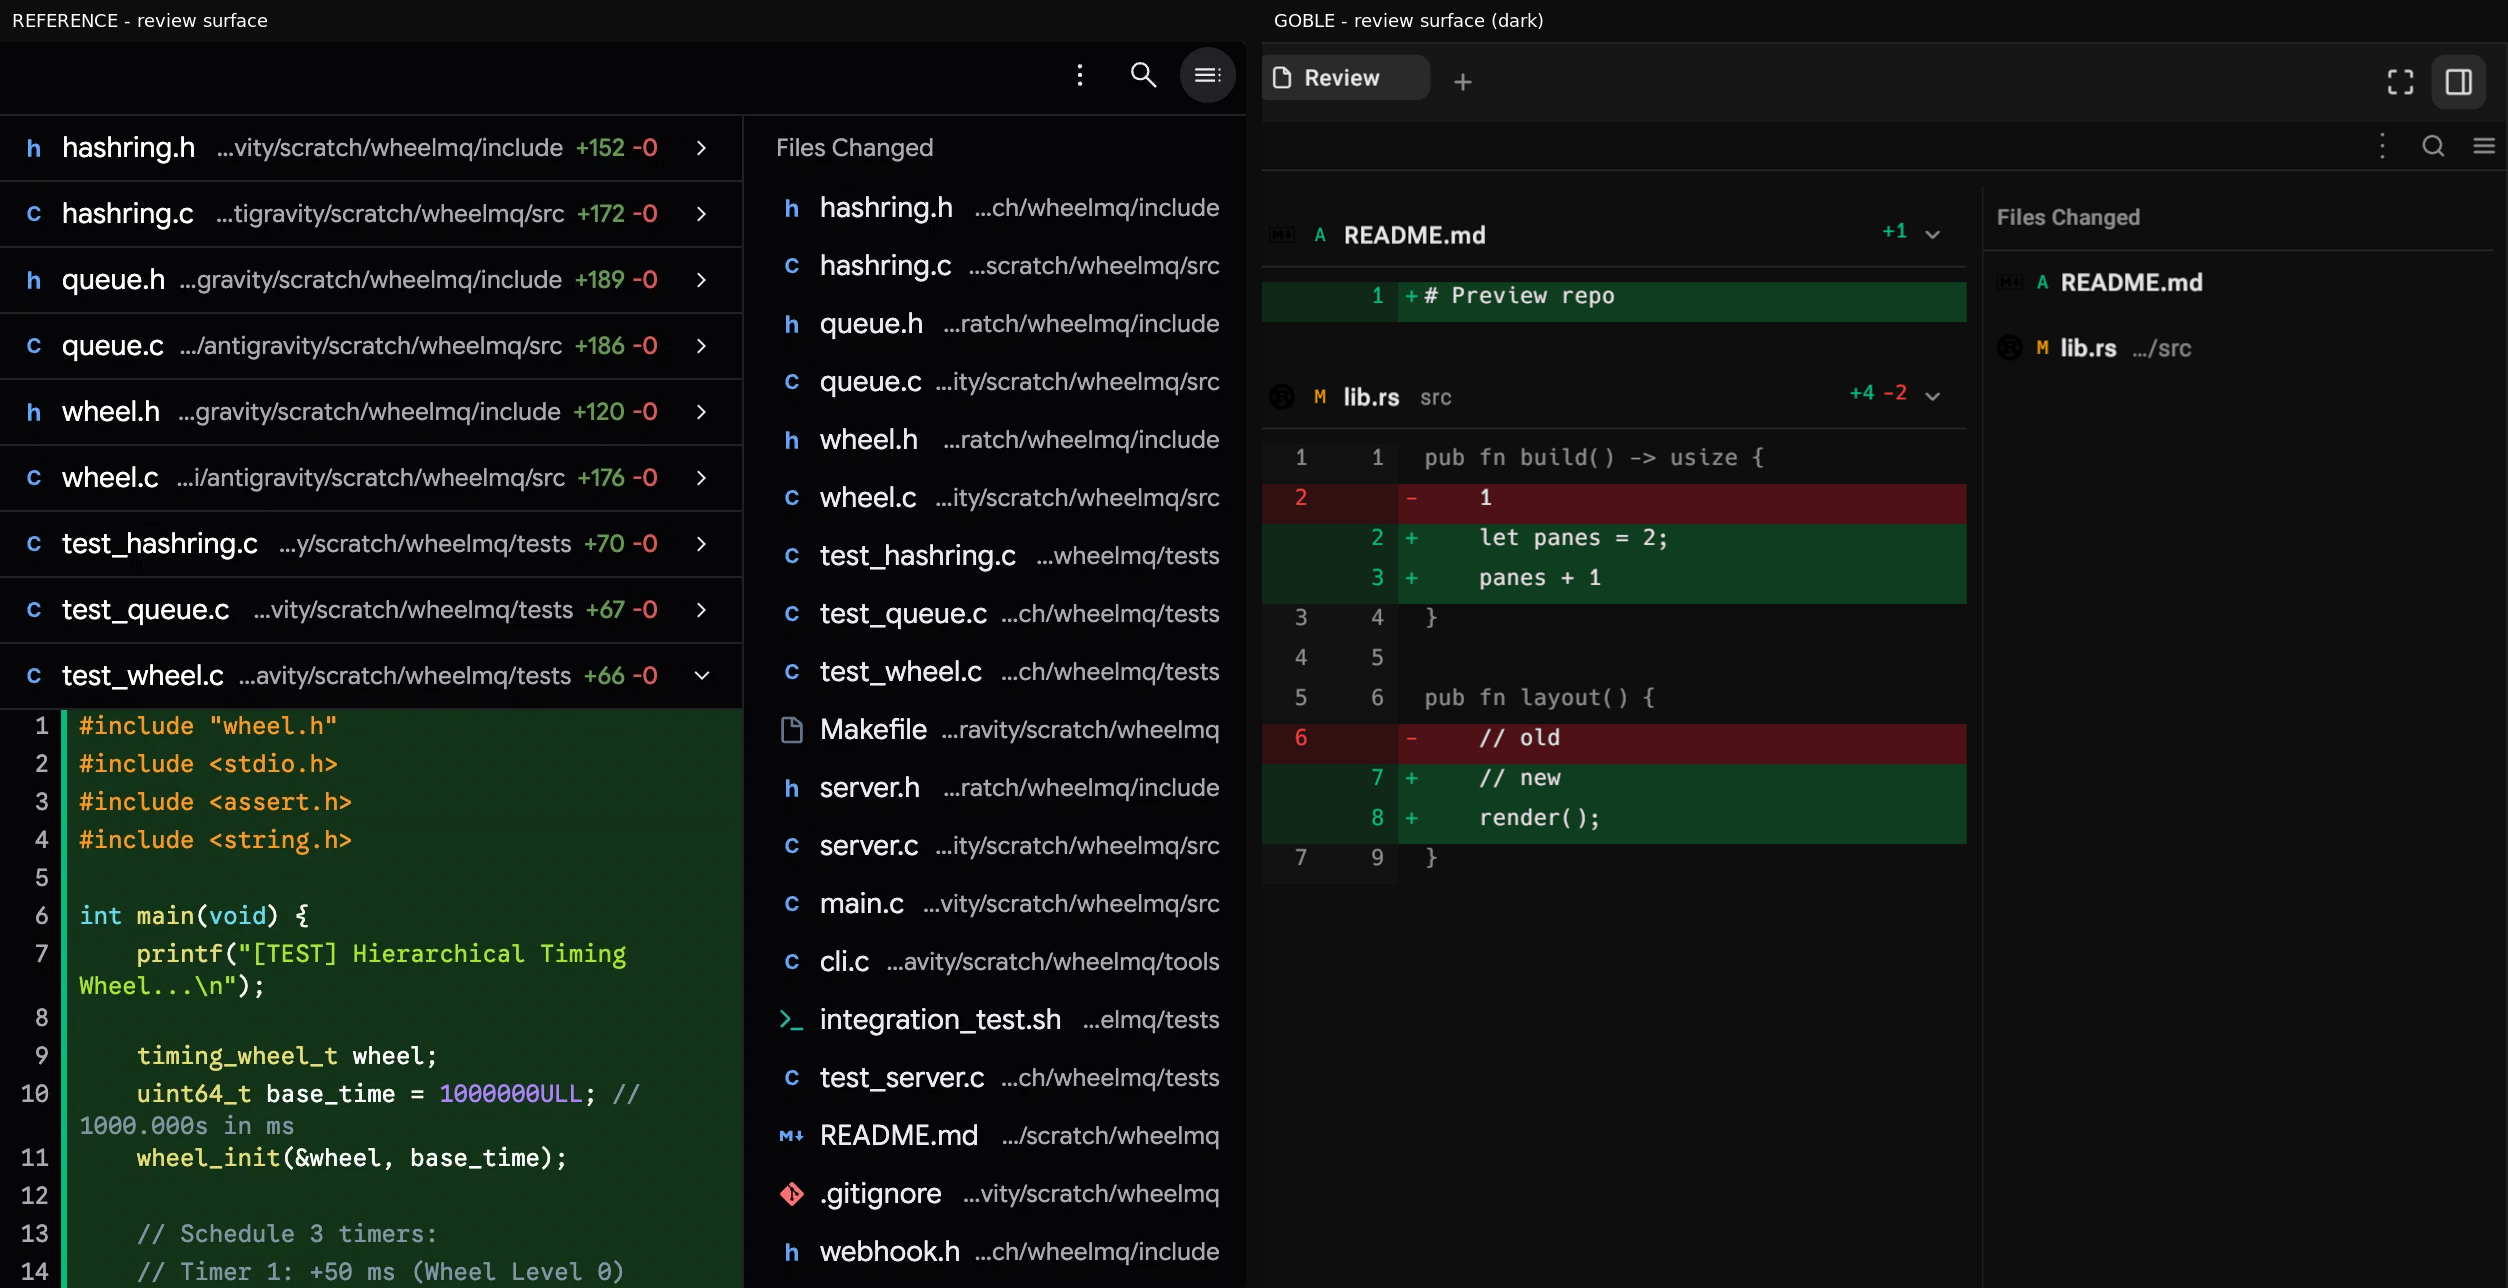 REFERENCE - review surface
h hashring.h ...vity/scratch/wheelmq/include +152 -0
C hashring.c ...tigravity/scratch/wheelmq/src +172 -0
h queue.h ...gravity/scratch/wheelmq/include +189 -0
C queue.c .../antigravity/scratch/wheelmq/src +186 -0
h wheel.h ...gravity/scratch/wheelmq/include +120 -0
C wheel.c ...i/antigravity/scratch/wheelmq/src +176 -0
C test_hashring.c ...y/scratch/wheelmq/tests +70 -0
C test_queue.c ...vity/scratch/wheelmq/tests +67 -0
C test_wheel.c ...avity/scratch/wheelmq/tests +66 -0
1 #include "wheel.h"
2 #include <stdio.h>
3 #include <assert.h>
4 #include <string.h>
5
6 int main(void) {
7     printf("[TEST] Hierarchical Timing
Wheel...\n");
8
9     timing_wheel_t wheel;
10     uint64_t base_time = 1000000ULL; //
1000.000s in ms
11     wheel_init(&wheel, base_time);
12
13     // Schedule 3 timers:
14     // Timer 1: +50 ms (Wheel Level 0)
Files Changed
h hashring.h ...ch/wheelmq/include
C hashring.c ...scratch/wheelmq/src
h queue.h ...ratch/wheelmq/include
C queue.c ...ity/scratch/wheelmq/src
h wheel.h ...ratch/wheelmq/include
C wheel.c ...ity/scratch/wheelmq/src
C test_hashring.c ...wheelmq/tests
C test_queue.c ...ch/wheelmq/tests
C test_wheel.c ...ch/wheelmq/tests
Makefile ...ravity/scratch/wheelmq
h server.h ...ratch/wheelmq/include
C server.c ...ity/scratch/wheelmq/src
C main.c ...vity/scratch/wheelmq/src
C cli.c ...avity/scratch/wheelmq/tools
integration_test.sh ...elmq/tests
C test_server.c ...ch/wheelmq/tests
M README.md .../scratch/wheelmq
.gitignore ...vity/scratch/wheelmq
h webhook.h ...ch/wheelmq/include
GOBLE - review surface (dark)
Review +
M A README.md +1
1 + # Preview repo
M lib.rs src +4 -2
1 1 pub fn build() -> usize {
2 -     1
2 +     let panes = 2;
3 +     panes + 1
3 4 }
4 5
5 6 pub fn layout() {
6 -     // old
7 +     // new
8 +     render();
7 9 }
Files Changed
M A README.md
M lib.rs .../src